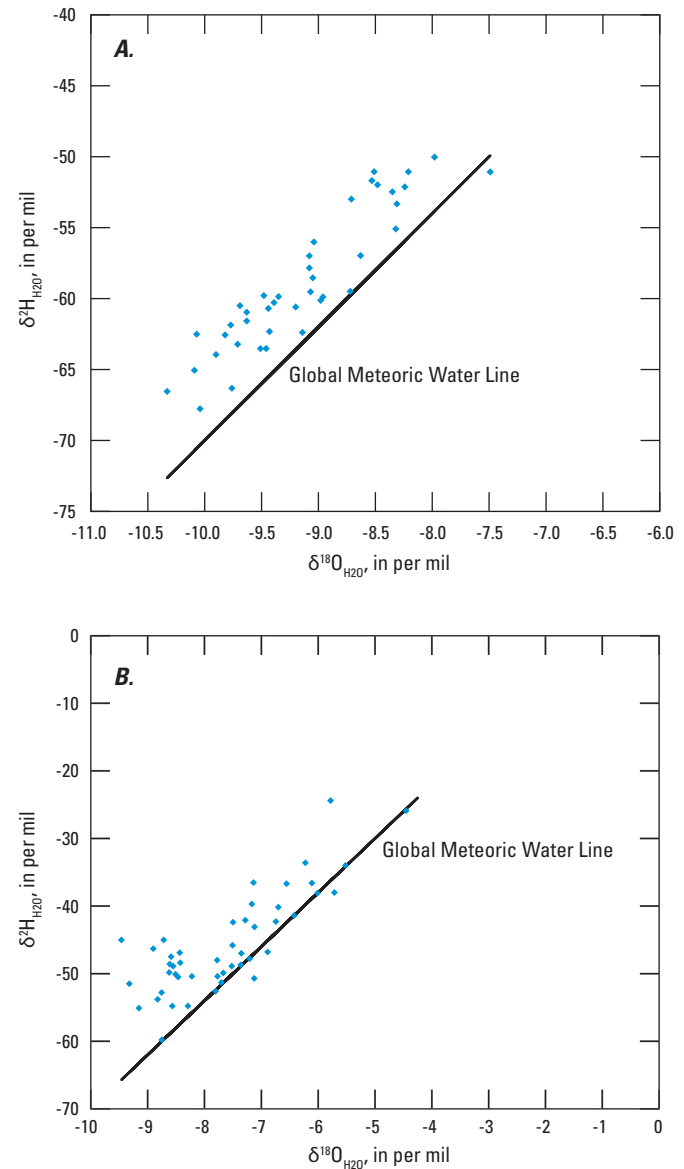 A.
-40
-45
-50
-55
-60
-65
-70
-75
δ²H_H2O, in per mil
Global Meteoric Water Line
-11.0 -10.5 -10.0 -9.5 -9.0 -8.5 -8.0 -7.5 -7.0 -6.5 -6.0
δ¹⁸O_H2O, in per mil
B.
0
-10
-20
-30
-40
-50
-60
-70
δ²H_H2O, in per mil
Global Meteoric Water Line
-10 -9 -8 -7 -6 -5 -4 -3 -2 -1 0
δ¹⁸O_H2O, in per mil